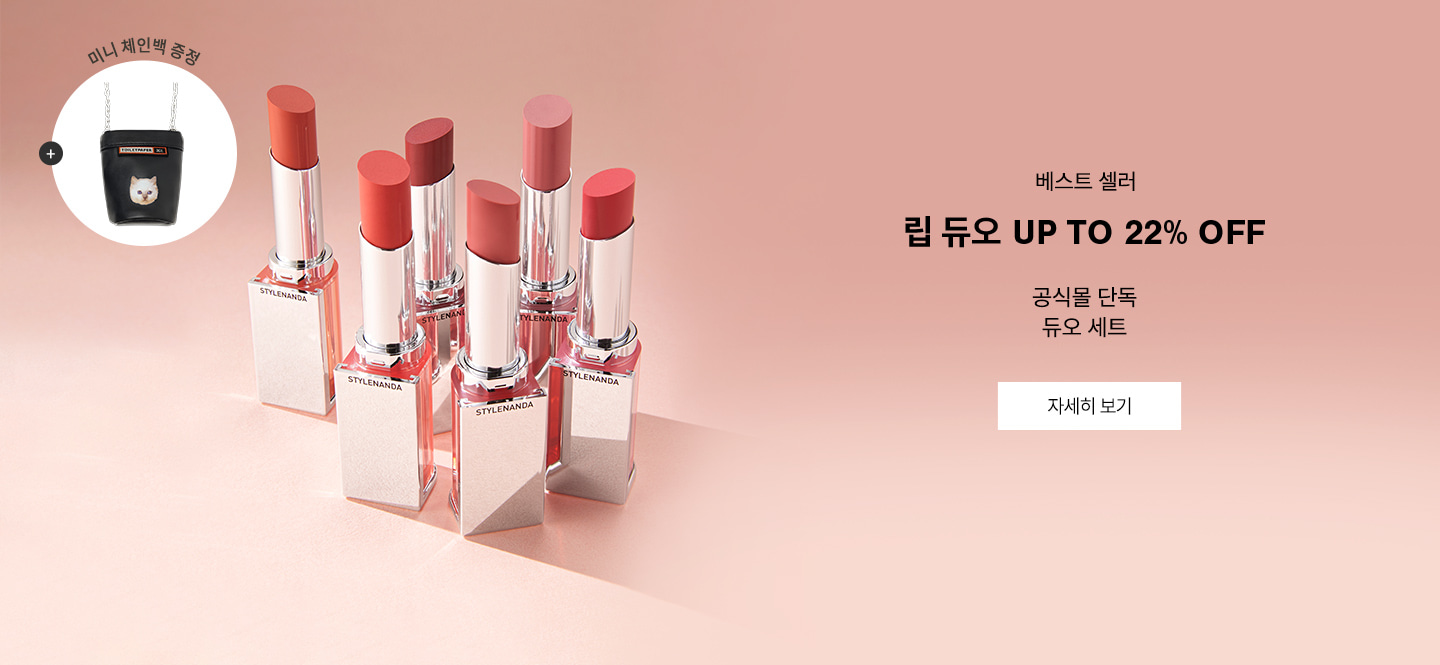 미니 체인백 증정
+
TOILETPAPER
STYLENANDA
STYLENANDA
STYLENANDA
STYLENANDA
STYLENANDA
STYLENANDA
베스트 셀러
립 듀오 UP TO 22% OFF
공식몰 단독
듀오 세트
자세히 보기